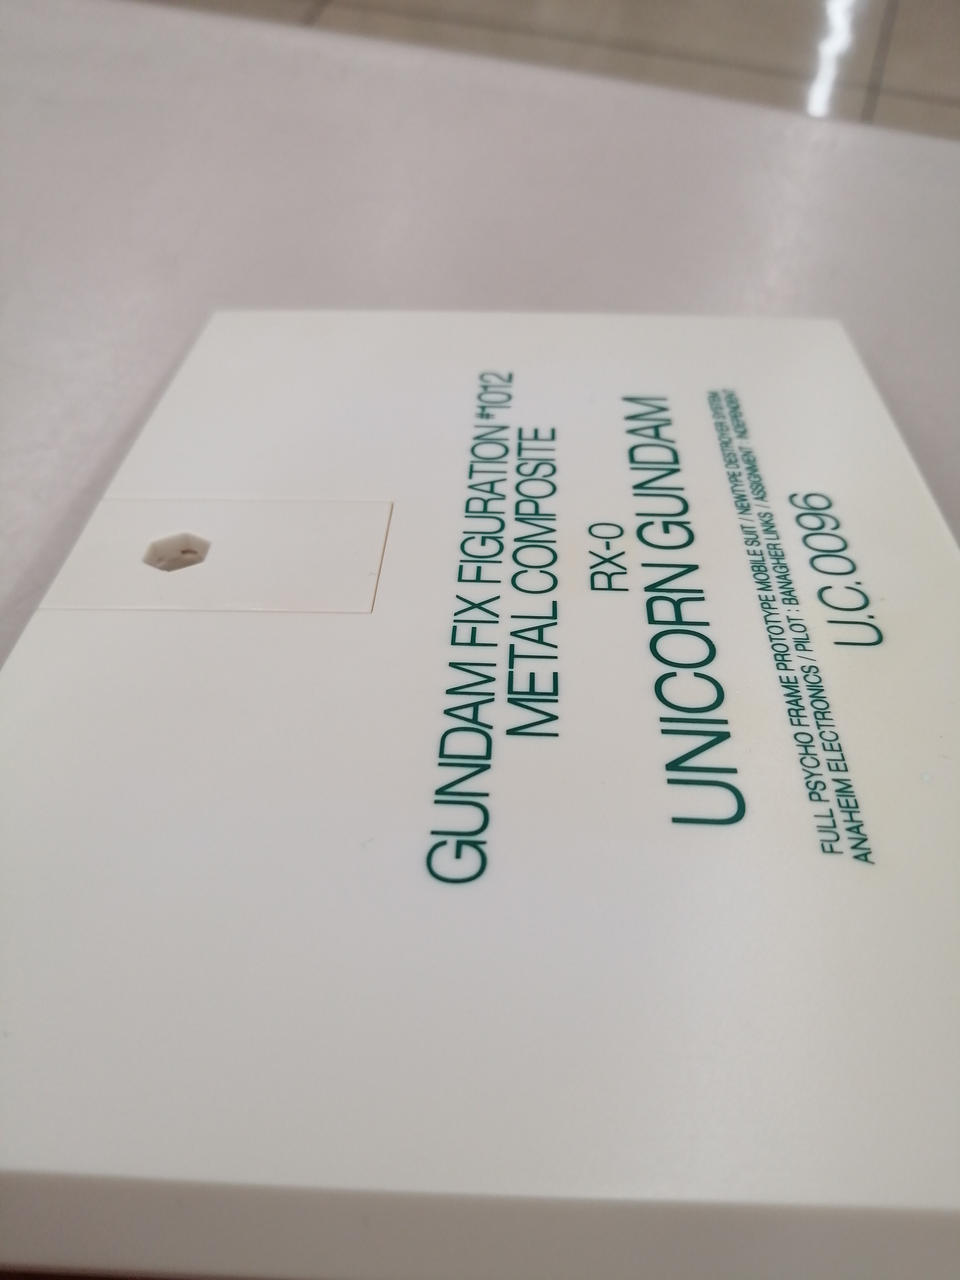 GUNDAM FIX FIGURATION #1012
METAL COMPOSITE
RX-0
UNICORN GUNDAM
FULL PSYCHO FRAME PROTOTYPE MOBILE SUIT / NEWTYPE DESTROYER SYSTEM
ANAHEIM ELECTRONICS / PILOT : BANAGHER LINKS / ASSIGNMENT : INDEPENDENT
U.C.0096